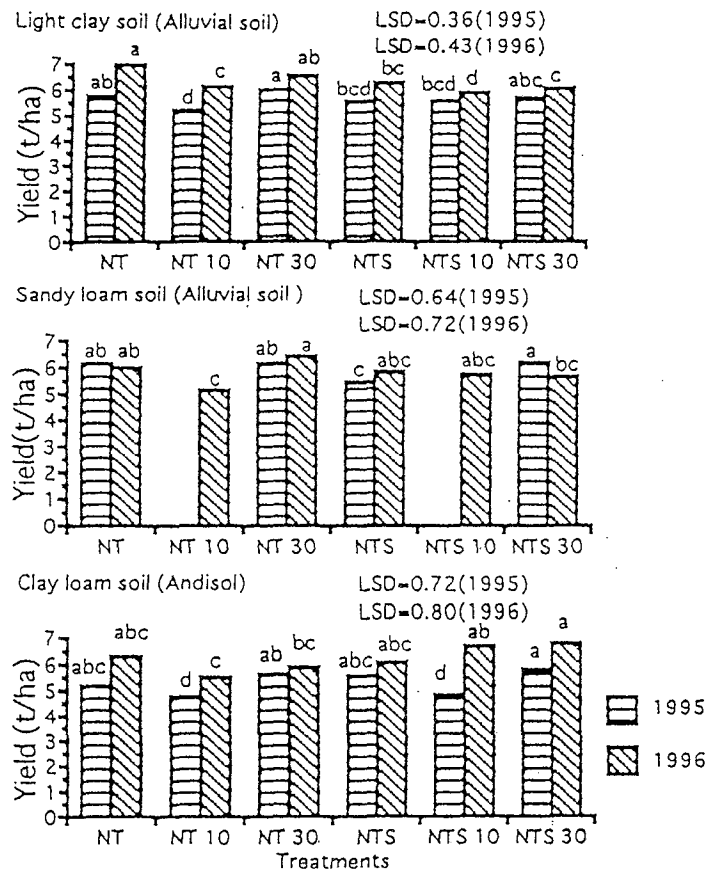 Light clay soil (Alluvial soil)
LSD=0.36(1995)
LSD=0.43(1996)
Yield (t/ha)
7
6
5
4
3
2
1
0
ab a
d c
a ab
bcd bc
bcd d
abc c
NT NT 10 NT 30 NTS NTS 10 NTS 30
Sandy loam soil (Alluvial soil )
LSD=0.64(1995)
LSD=0.72(1996)
Yield(t/ha)
7
6
5
4
3
2
1
0
ab ab
c
ab a
c abc
abc
a bc
NT NT 10 NT 30 NTS NTS 10 NTS 30
Clay loam soil (Andisol)
LSD=0.72(1995)
LSD=0.80(1996)
Yield (t/ha)
7
6
5
4
3
2
1
0
abc abc
d c
ab bc
abc abc
d ab
a a
NT NT 10 NT 30 NTS NTS 10 NTS 30
Treatments
1995
1996